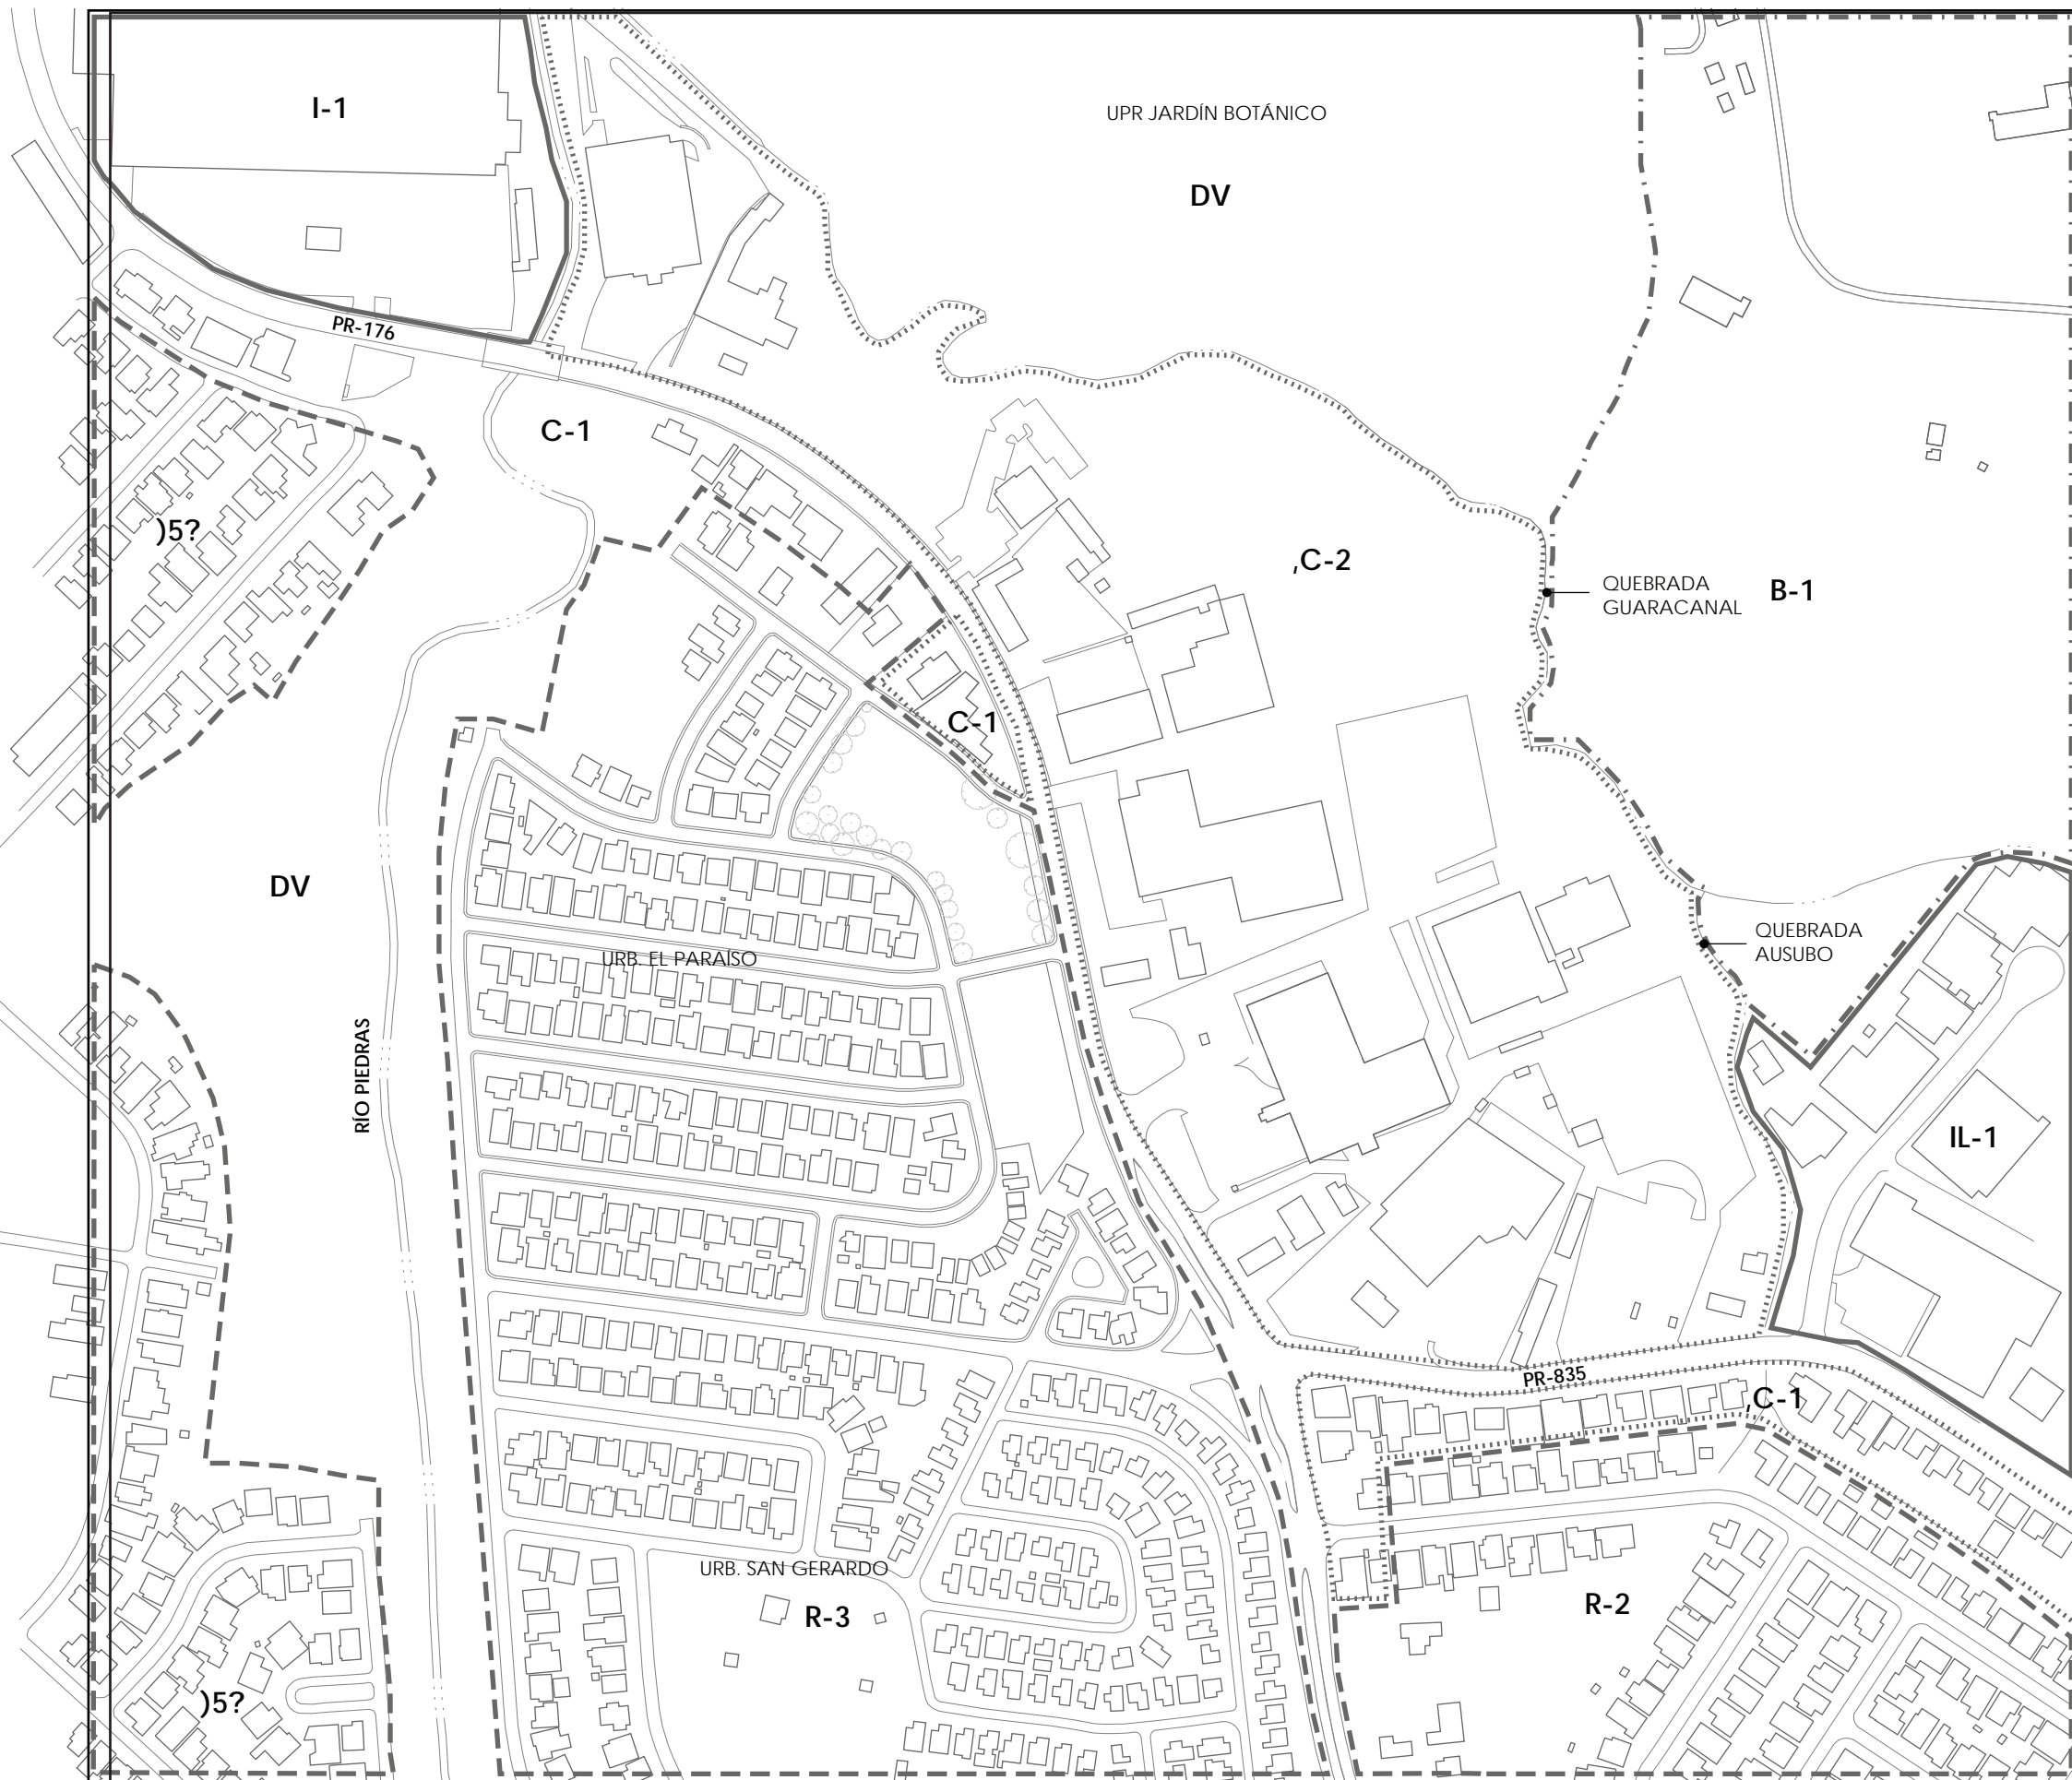 I-1
UPR JARDÍN BOTÁNICO
DV
PR-176
C-1
)5?
,C-2
QUEBRADA
GUARACANAL
B-1
C-1
DV
QUEBRADA
AUSUBO
URB. EL PARAÍSO
RÍO PIEDRAS
IL-1
PR-835
,C-1
URB. SAN GERARDO
R-3
R-2
)5?